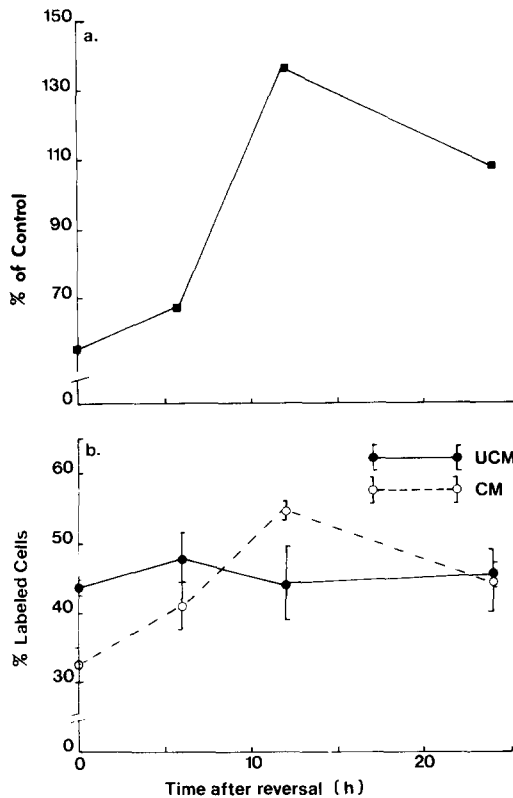 a.
150
130
110
90
70
0
% of Control
b.
UCM
CM
60
50
40
30
0
% Labeled Cells
0
10
20
Time after reversal (h)